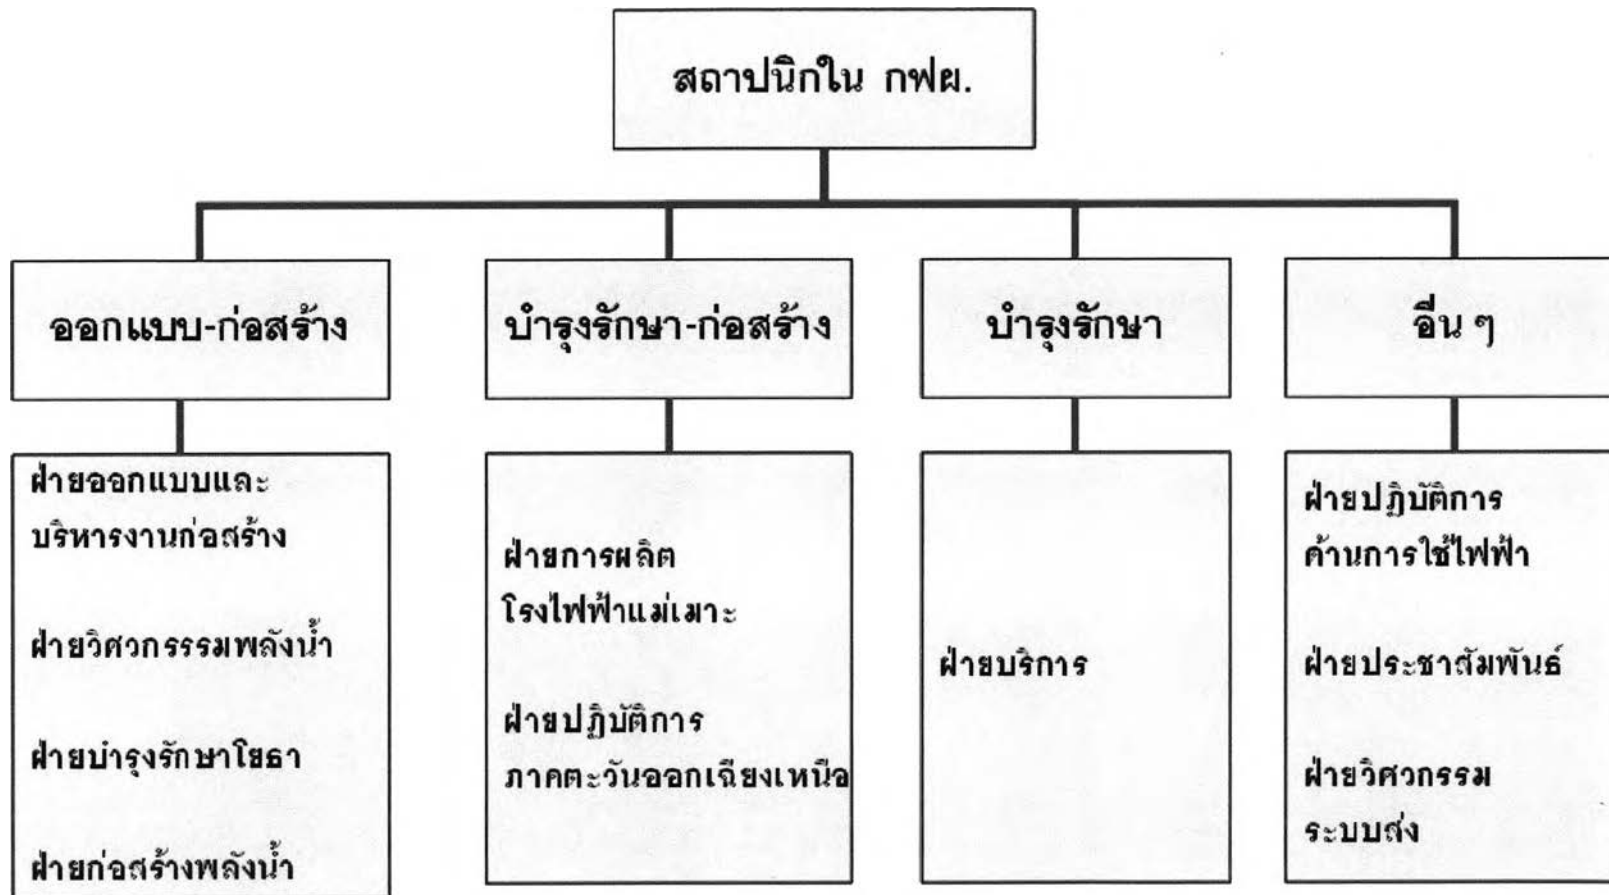 สถาปนิกใน กฟผ.
ออกแบบ-ก่อสร้าง
บำรุงรักษา-ก่อสร้าง
บำรุงรักษา
อื่น ๆ
ฝ่ายออกแบบและ
บริหารงานก่อสร้าง
ฝ่ายวิศวกรรรมพลังน้ำ
ฝ่ายบำรุงรักษาโยธา
ฝ่ายก่อสร้างพลังน้ำ
ฝ่ายการผลิต
โรงไฟฟ้าแม่เมาะ
ฝ่ายปฏิบัติการ
ภาคตะวันออกเฉียงเหนือ
ฝ่ายบริการ
ฝ่ายปฏิบัติการ
ด้านการใช้ไฟฟ้า
ฝ่ายประชาสัมพันธ์
ฝ่ายวิศวกรรม
ระบบส่ง